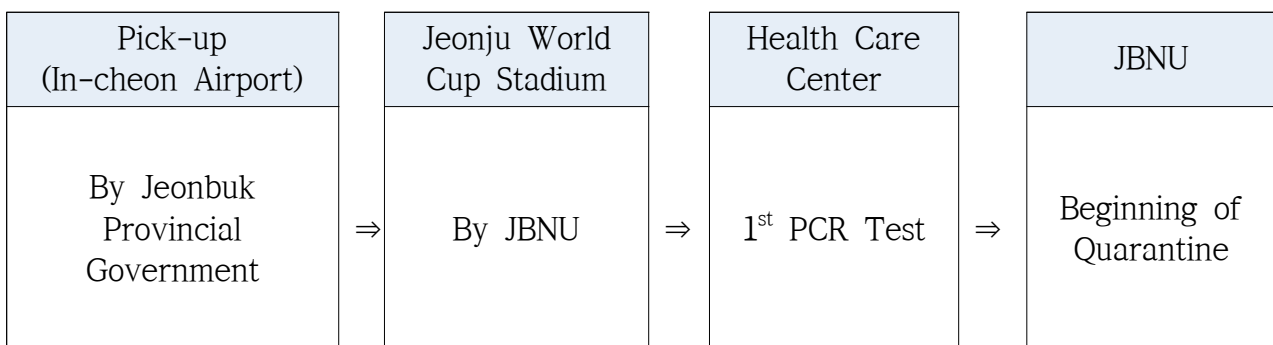 Pick-up
(In-cheon Airport)
Jeonju World
Cup Stadium
Health Care
Center
JBNU
By Jeonbuk
Provincial
Government
⇒
By JBNU
⇒
1st PCR Test
⇒
Beginning of
Quarantine